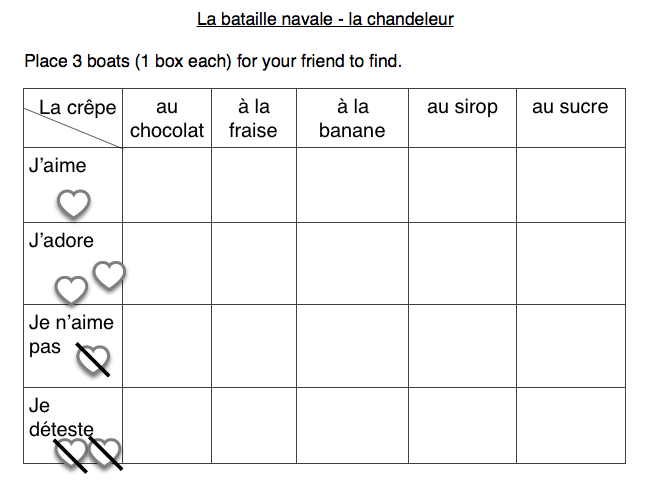 La bataille navale - la chandeleur
Place 3 boats (1 box each) for your friend to find.
La crêpe
au
chocolat
à la
fraise
à la
banane
au sirop
au sucre
J’aime
J’adore
Je n’aime
pas
Je
déteste